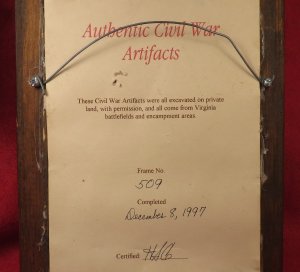 Authentic Civil War
Artifacts
These Civil War Artifacts were all excavated on private
land, with permission, and all come from Virginia
battlefields and encampment areas.
Frame No.
509
Completed
December 8, 1997
Certified: